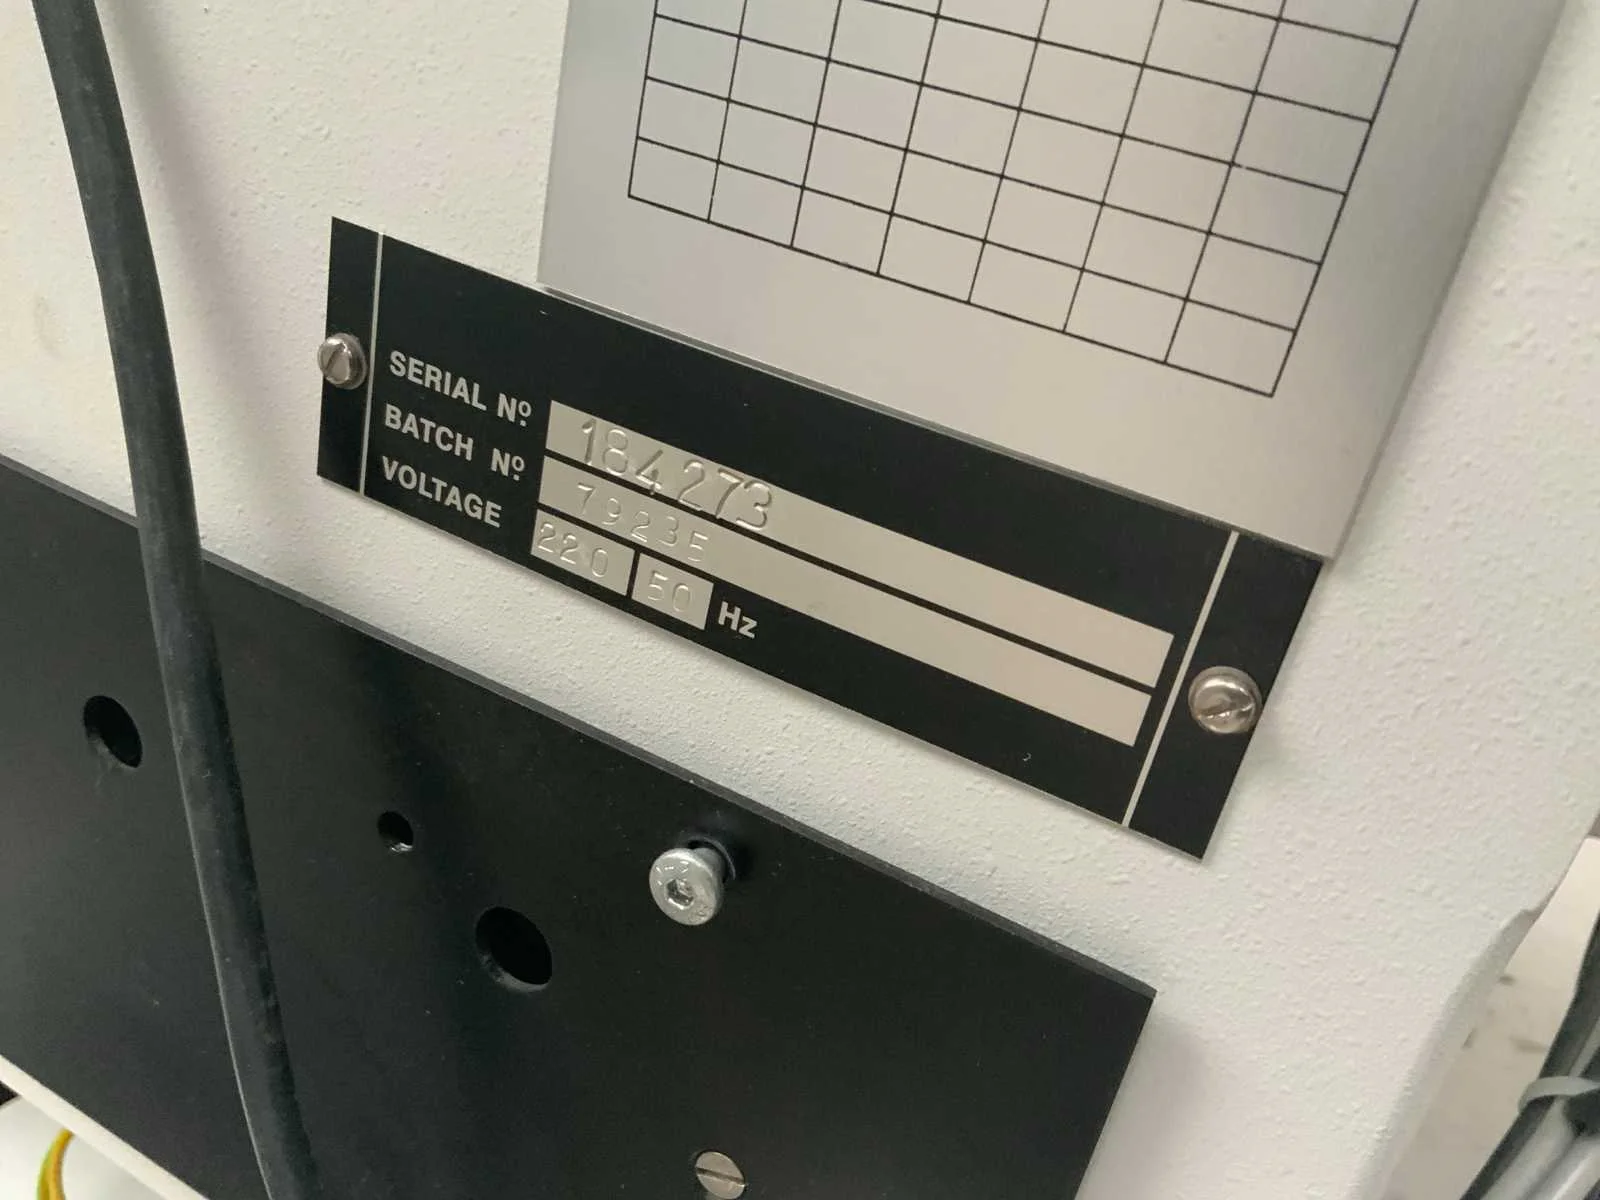 SERIAL Nº. 184273
BATCH Nº. 79235
VOLTAGE 220 50 Hz